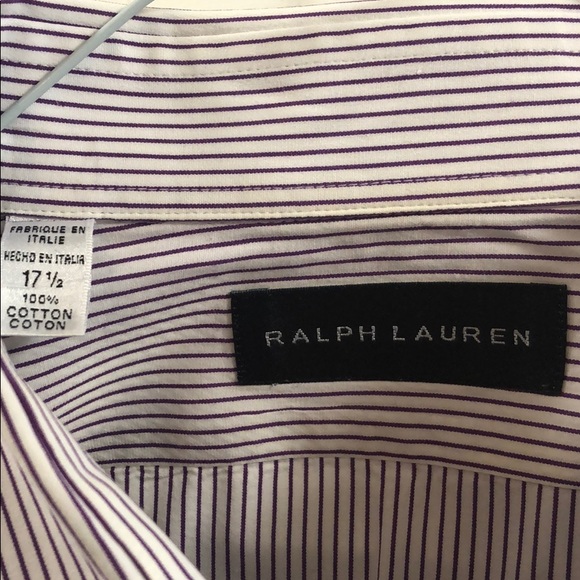 FABRIQUE EN
ITALIE
HECHO EN ITALIA
17 1/2
100%
COTTON
COTON
RALPH LAUREN